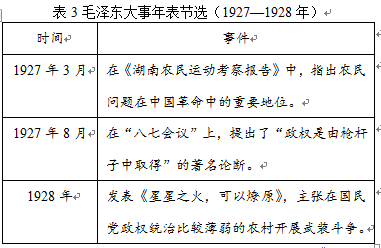 表 3 毛泽东大事年表节选（1927—1928 年）
时间 事件
1927 年 3 月 在《湖南农民运动考察报告》中，指出农民
问题在中国革命中的重要地位。
1927 年 8 月 在“八七会议”上，提出了“政权是由枪杆
子中取得”的著名论断。
1928 年 发表《星星之火，可以燎原》，主张在国民
党政权统治比较薄弱的农村开展武装斗争。